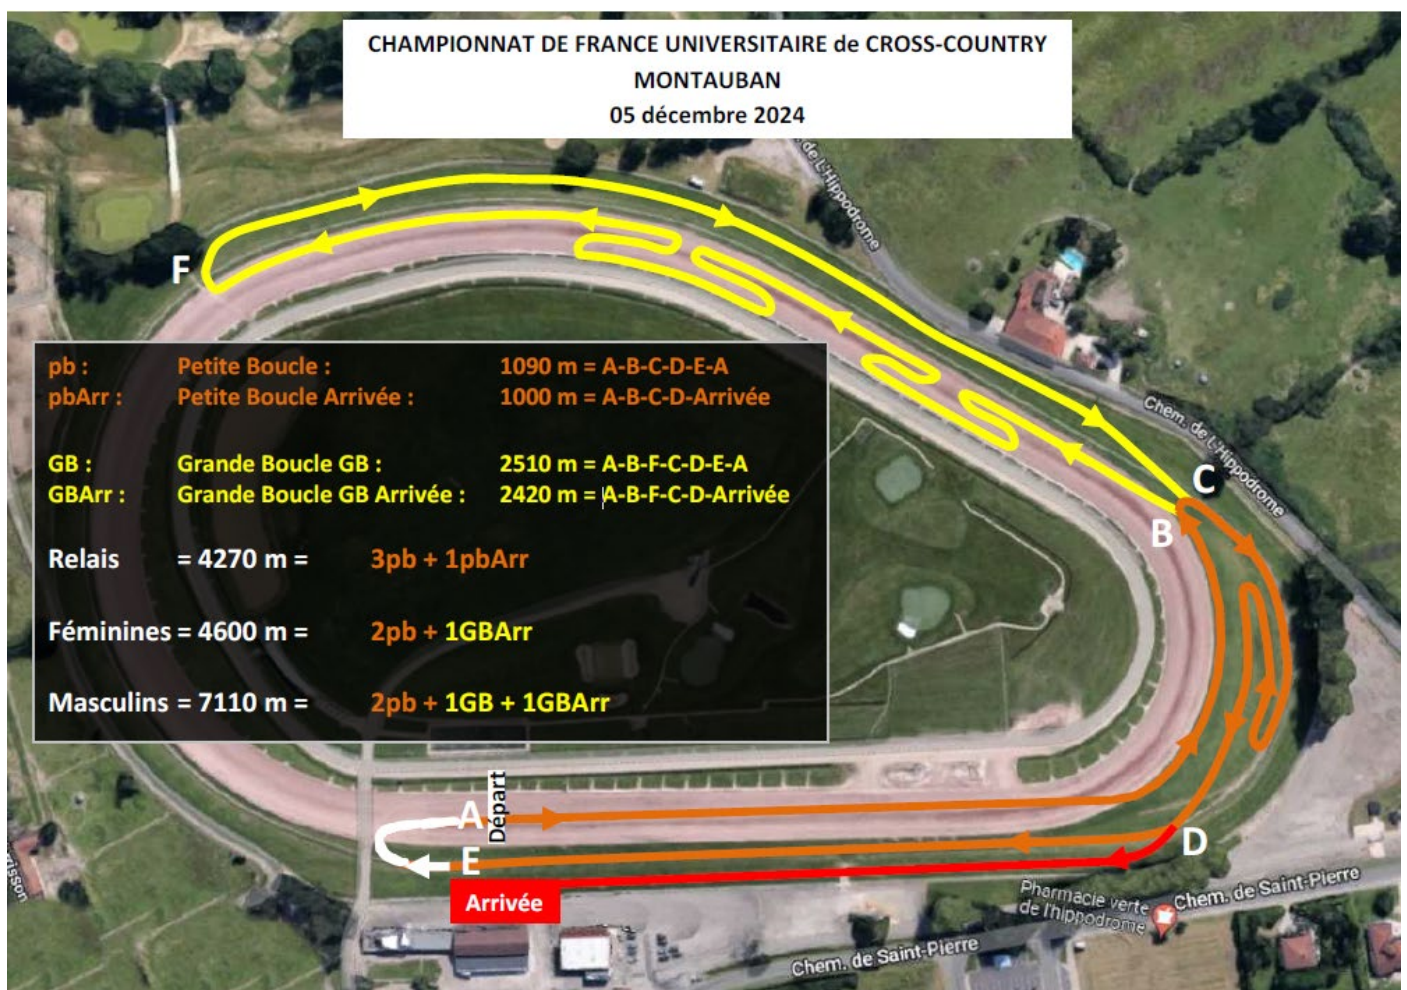 CHAMPIONNAT DE FRANCE UNIVERSITAIRE de CROSS-COUNTRY
MONTAUBAN
05 décembre 2024
de L'Hippodrome
F
pb : Petite Boucle : 1090 m = A-B-C-D-E-A
pbArr : Petite Boucle Arrivée : 1000 m = A-B-C-D-Arrivée
GB : Grande Boucle GB : 2510 m = A-B-F-C-D-E-A
GBArr : Grande Boucle GB Arrivée : 2420 m = A-B-F-C-D-Arrivée
Relais = 4270 m = 3pb + 1pbArr
Féminines = 4600 m = 2pb + 1GBArr
Masculins = 7110 m = 2pb + 1GB + 1GBArr
Chem. de L'Hippodrome
C
B
A
Départ
E
D
Arrivée
Pharmacie verte
de l'hippodrome
Chem. de Saint-Pierre
Chem. de Saint-Pierre